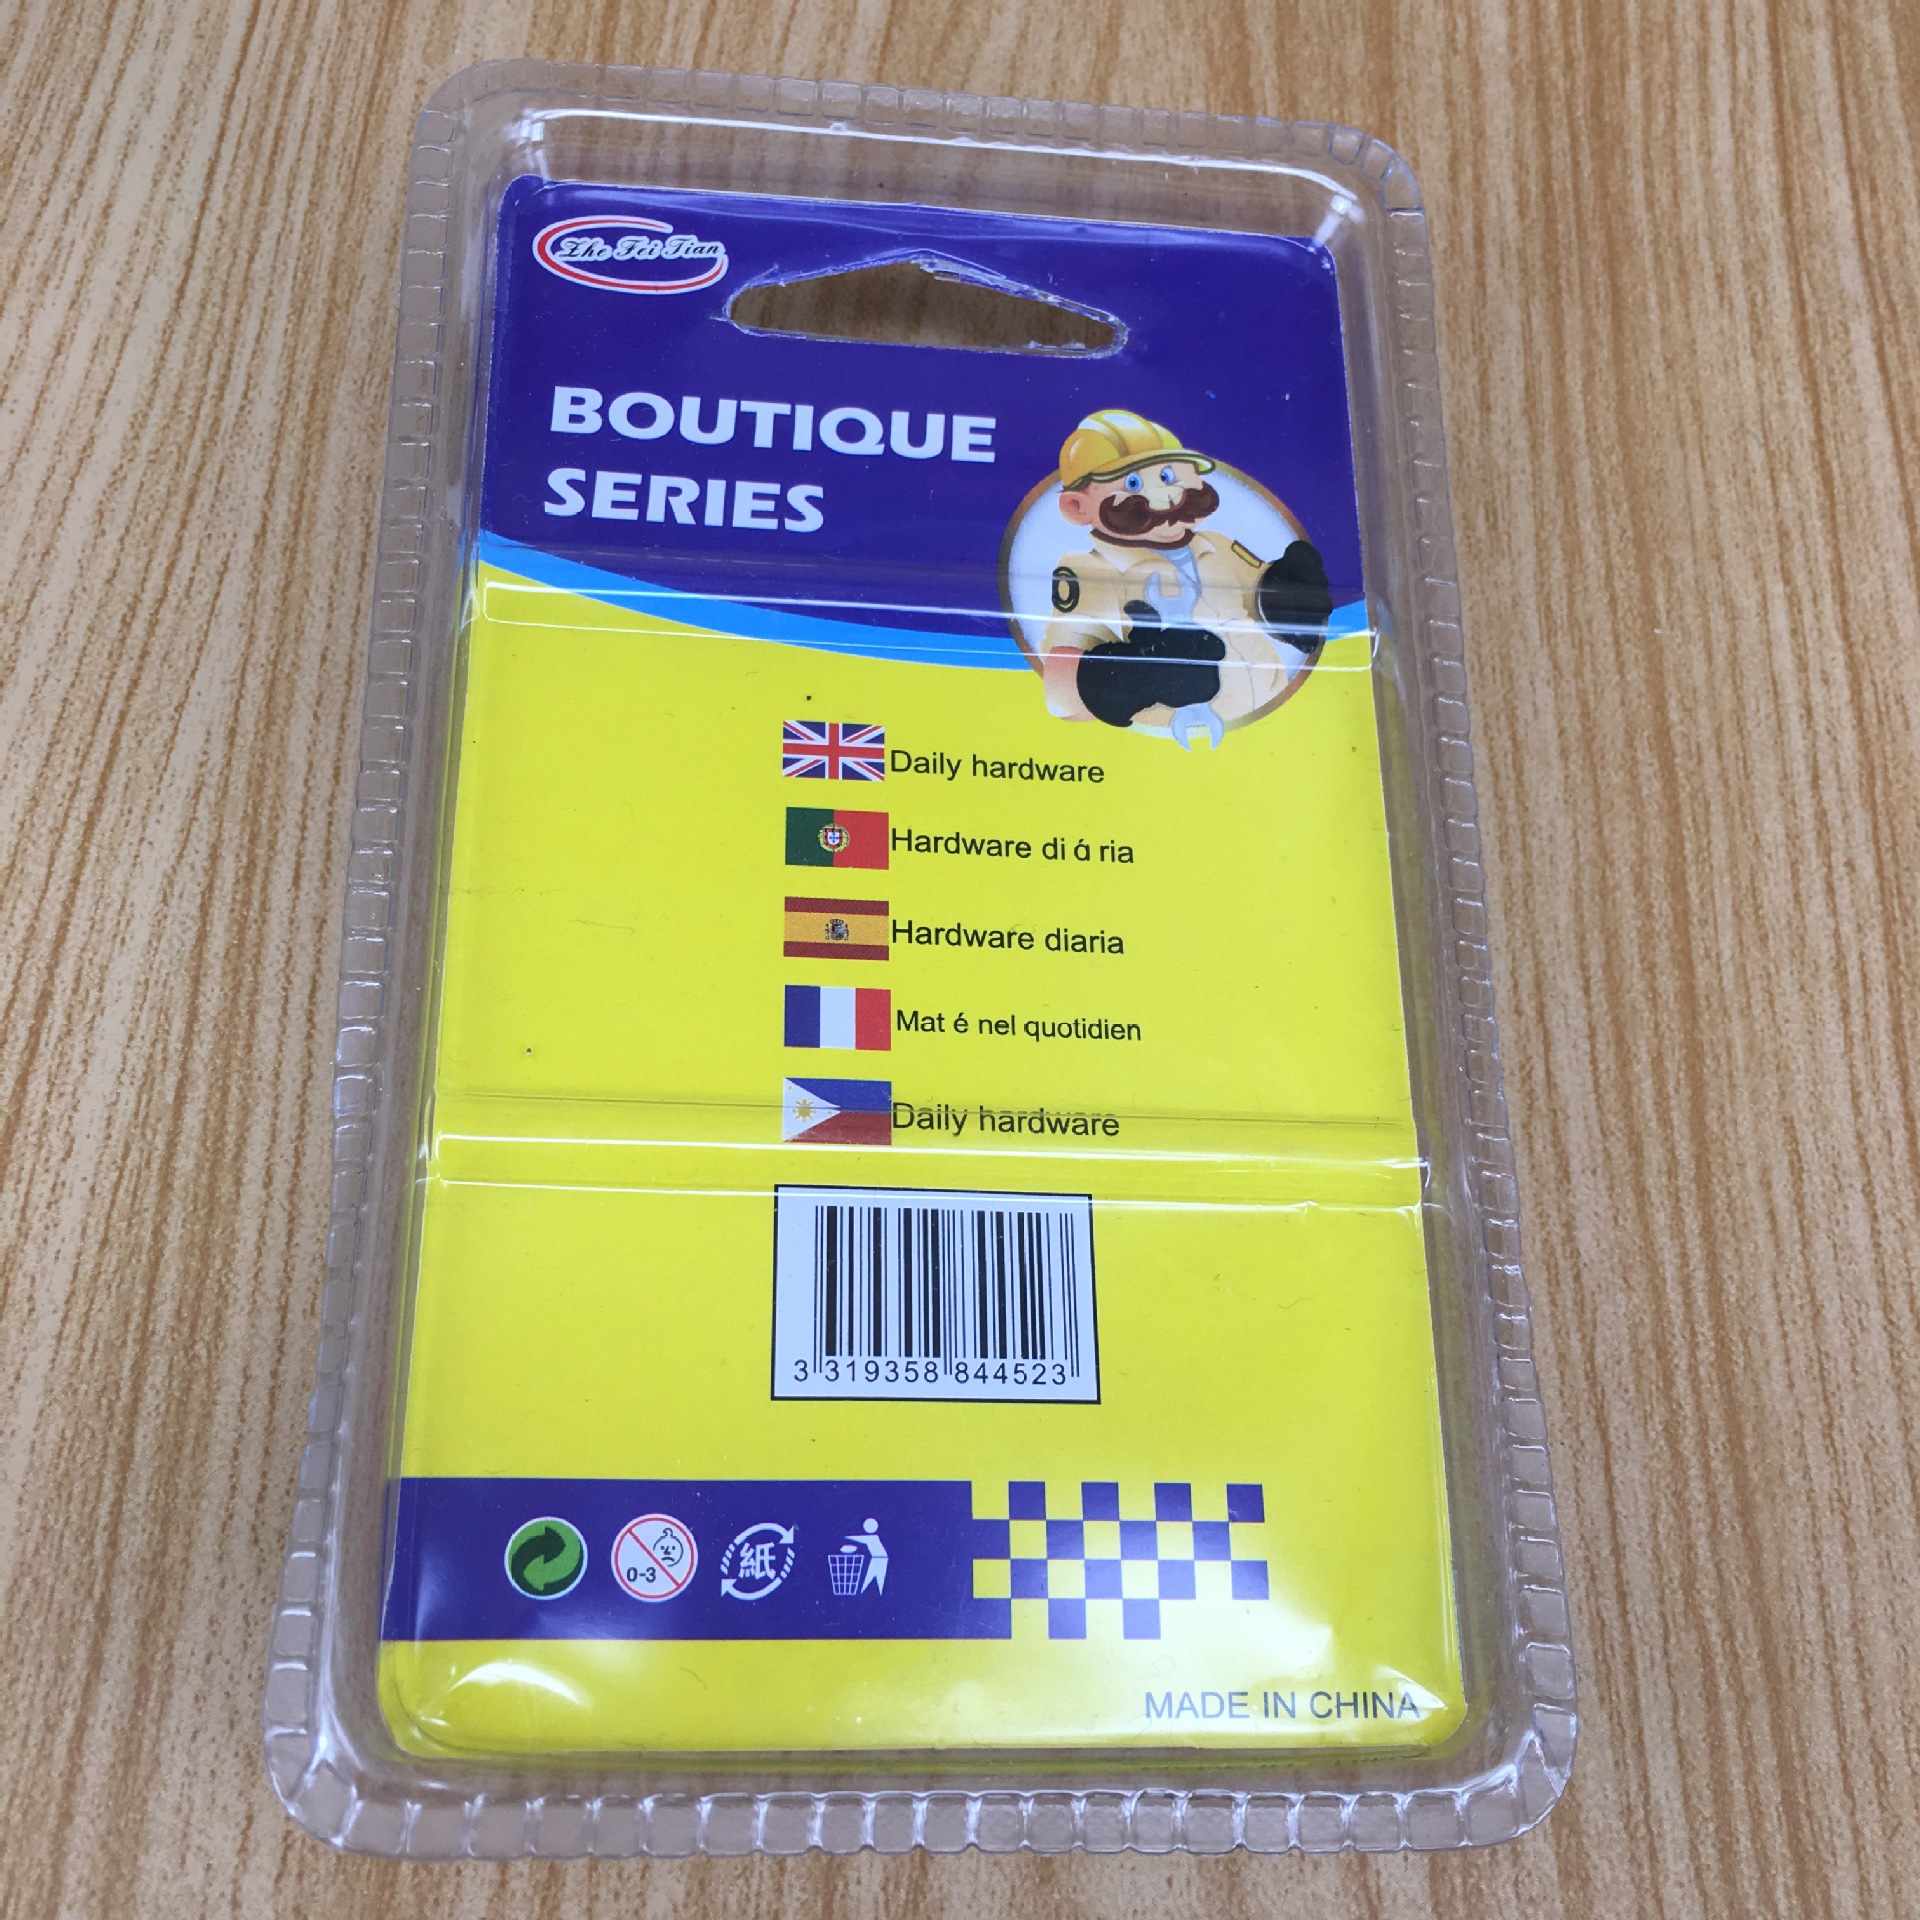 Zhe Fei Tian
BOUTIQUE
SERIES
Daily hardware
Hardware di á ria
Hardware diaria
Mat é nel quotidien
Daily hardware
3 319358 844523
0-3
紙
MADE IN CHINA